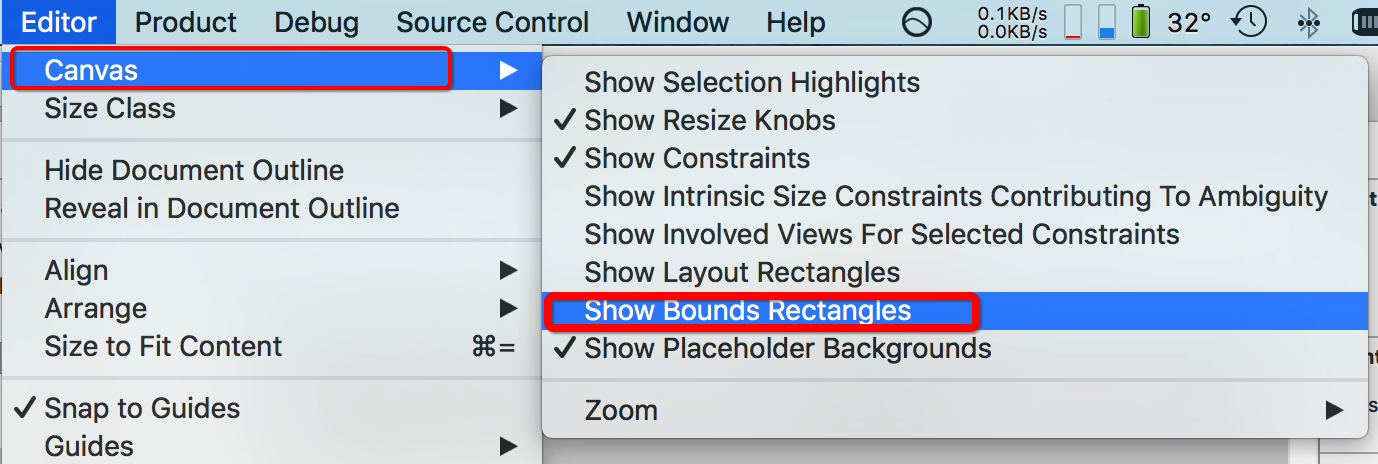 Editor Product Debug Source Control Window Help 0.1KB/s 32°
0.0KB/s
Canvas
Size Class
Hide Document Outline
Reveal in Document Outline
Align
Arrange
Size to Fit Content ⌘=
Snap to Guides
Guides
Show Selection Highlights
Show Resize Knobs
Show Constraints
Show Intrinsic Size Constraints Contributing To Ambiguity
Show Involved Views For Selected Constraints
Show Layout Rectangles
Show Bounds Rectangles
Show Placeholder Backgrounds
Zoom